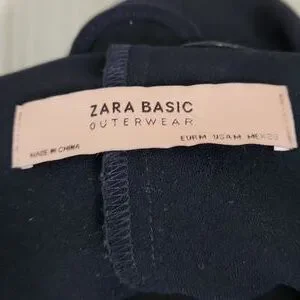 ZARA BASIC
OUTERWEAR
EUR M USA M MEX 28
MADE IN CHINA